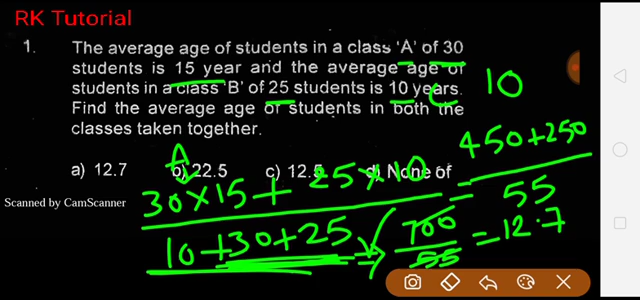 RK Tutorial
1. The average age of students in a class 'A' of 30
students is 15 year and the average age of
students in a class 'B' of 25 students is 10 years.
Find the average age of students in both the
classes taken together.
10
a) 12.7 b) 22.5 c) 12.5 d) None of
A
30×15+25×10 = 450+250
10+30+25 55
700 = 12.7
55
Scanned by CamScanner